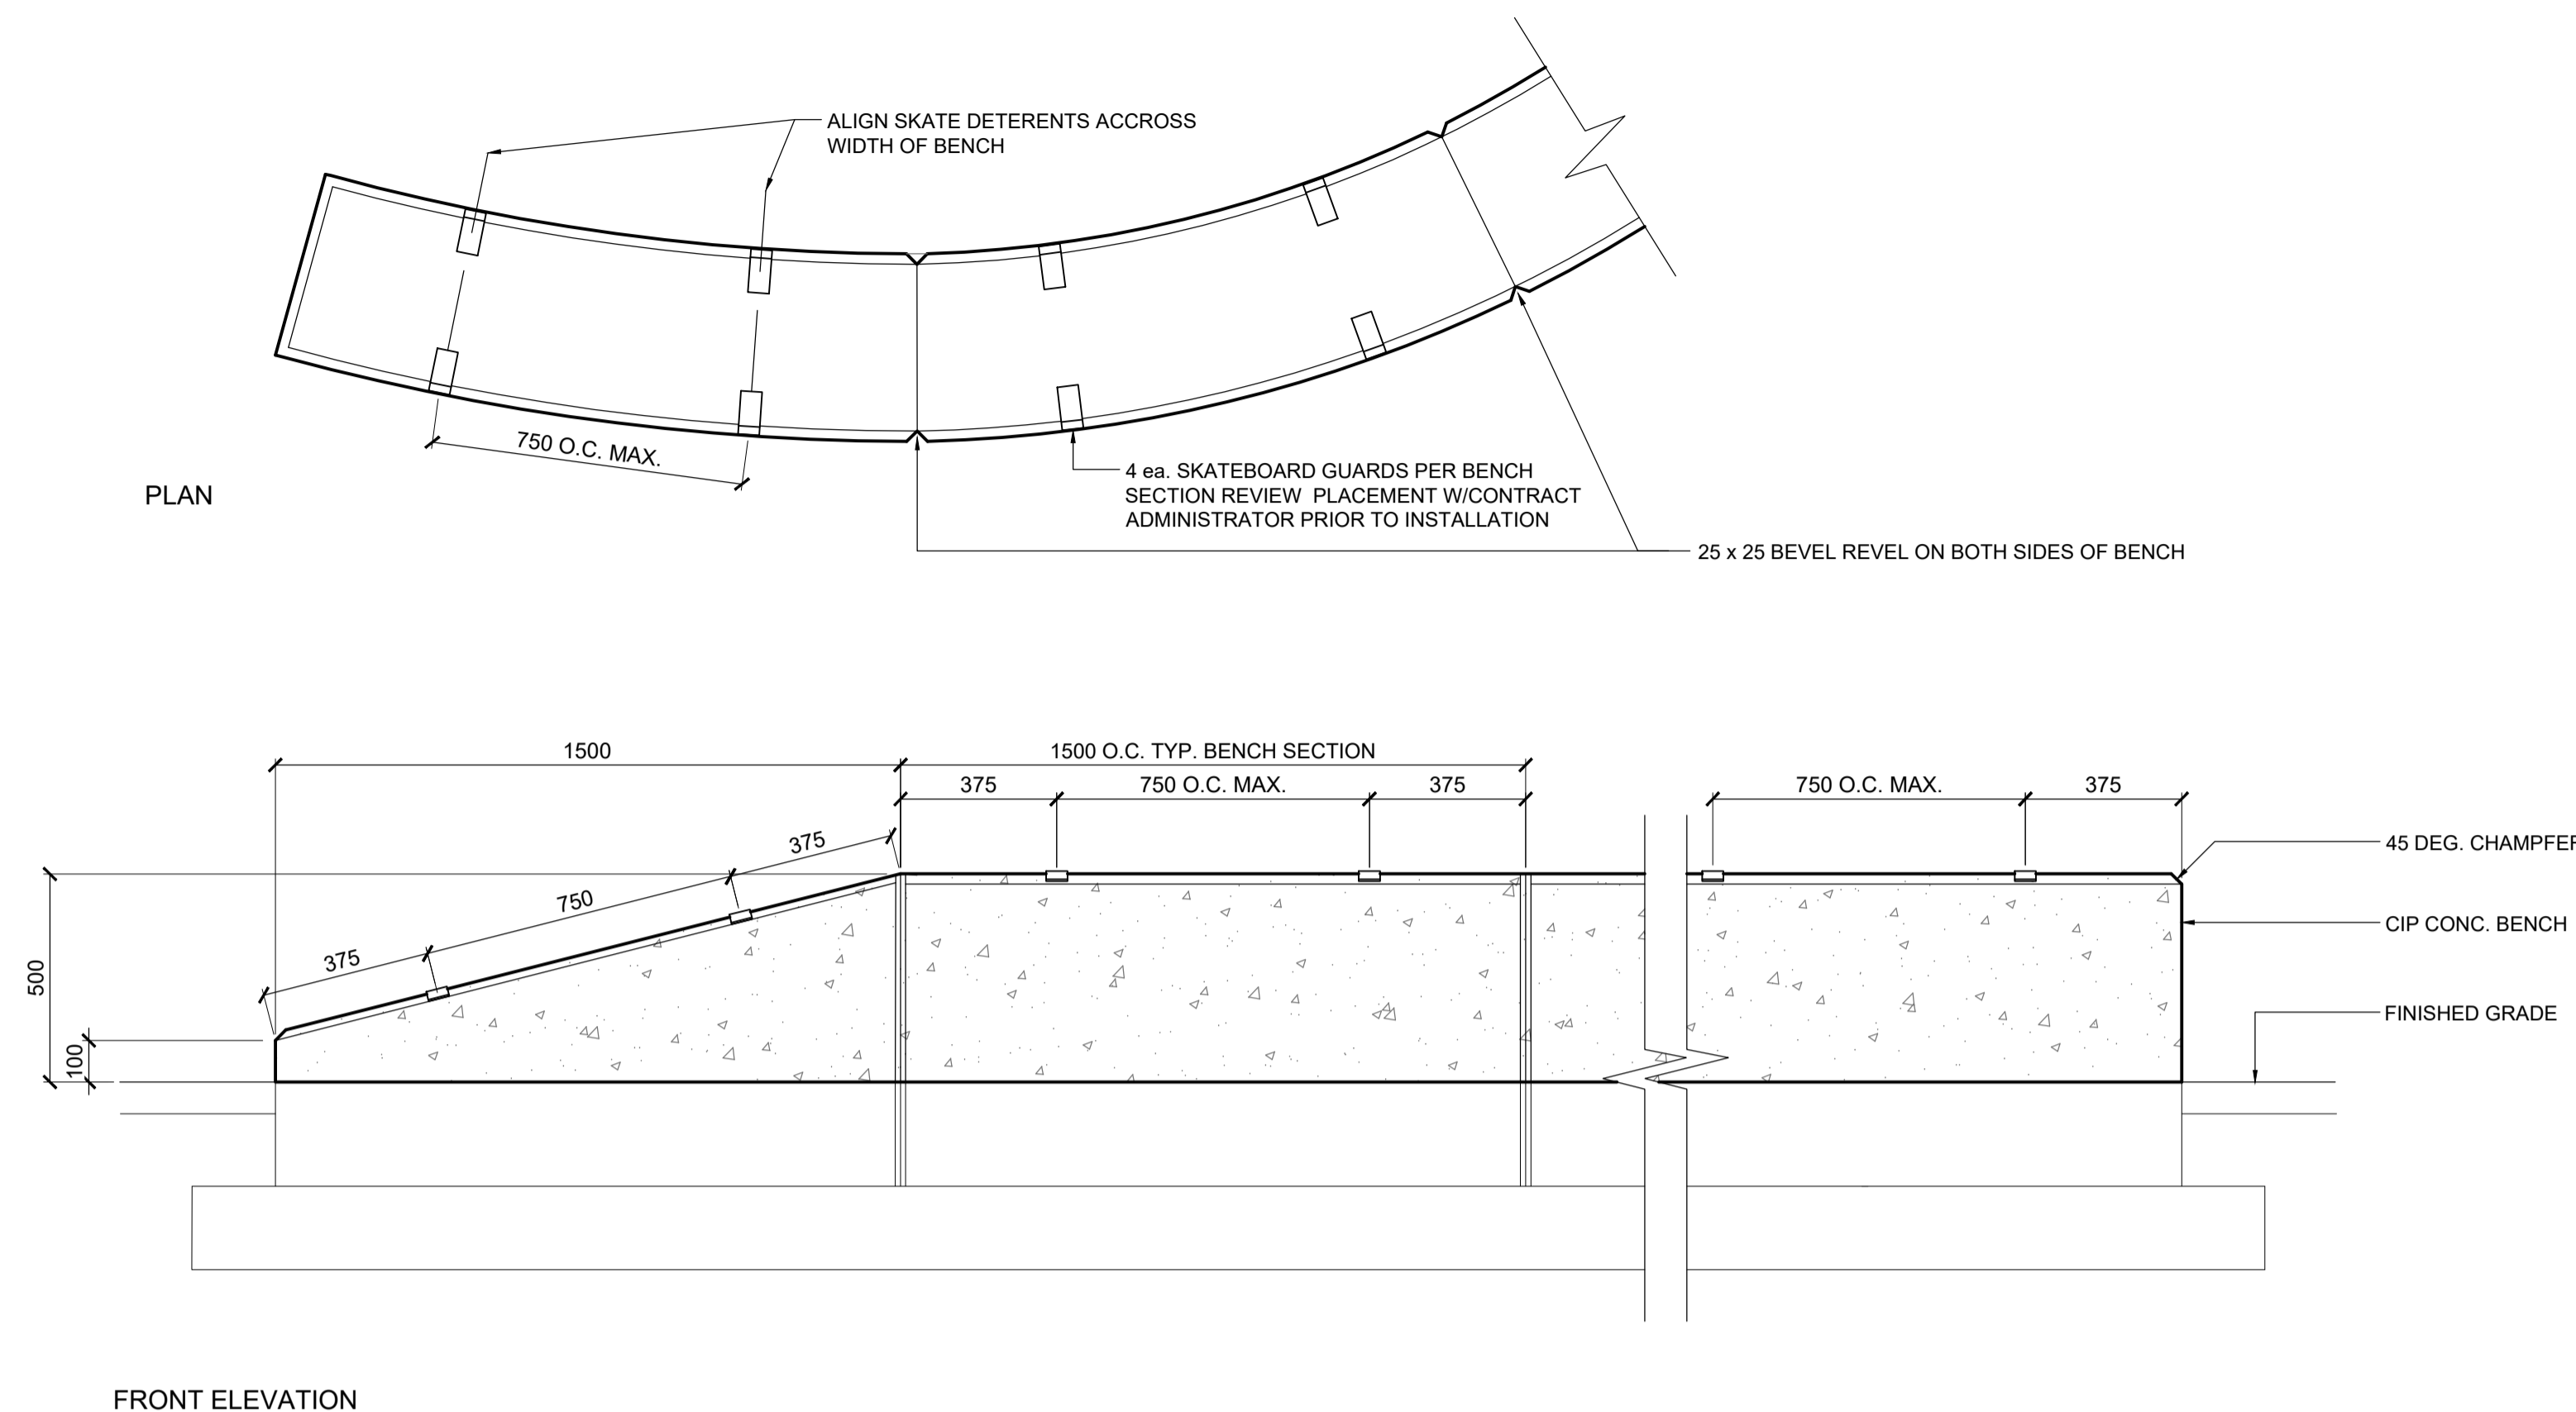 ALIGN SKATE DETERENTS ACCROSS
WIDTH OF BENCH
750 O.C. MAX.
4 ea. SKATEBOARD GUARDS PER BENCH
SECTION REVIEW  PLACEMENT W/CONTRACT
ADMINISTRATOR PRIOR TO INSTALLATION
PLAN
25 x 25 BEVEL REVEL ON BOTH SIDES OF BENCH
1500
1500 O.C. TYP. BENCH SECTION
375
750 O.C. MAX.
375
750 O.C. MAX.
375
375
750
375
500
100
45 DEG. CHAMPFER
CIP CONC. BENCH
FINISHED GRADE
FRONT ELEVATION